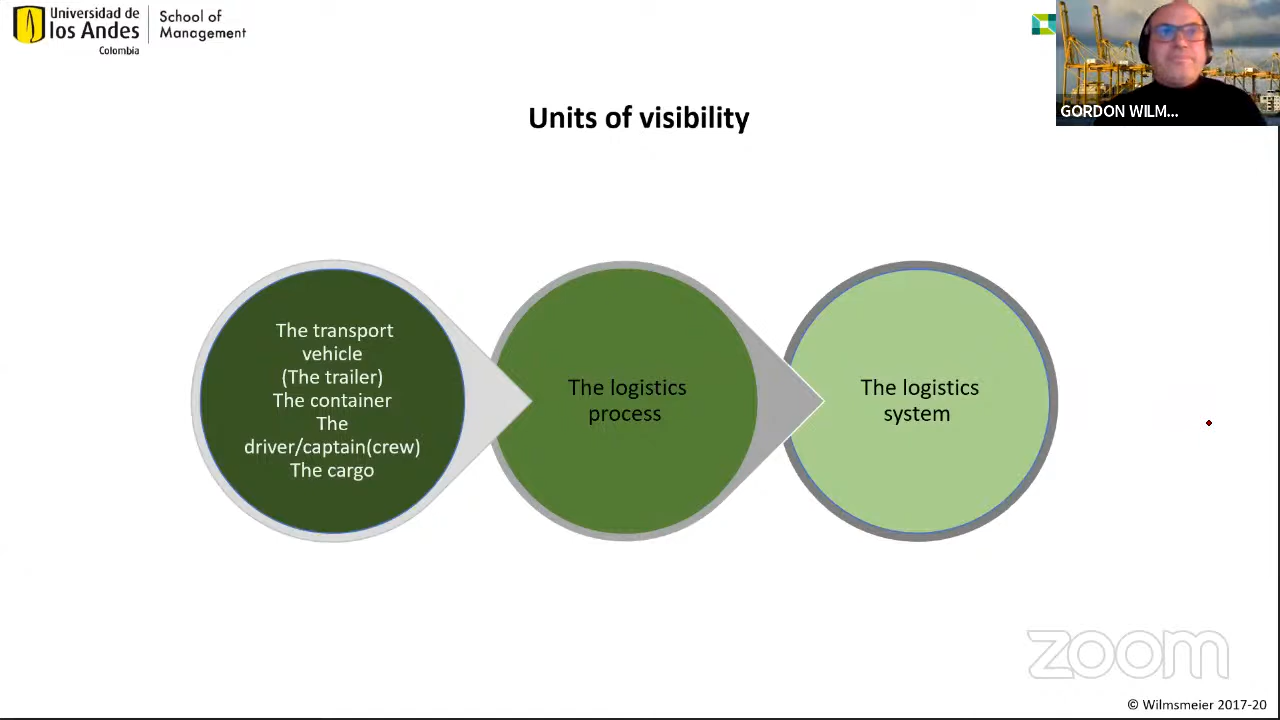 Universidad de
los Andes
Colombia
School of
Management
GORDON WILM...
Units of visibility
The transport
vehicle
(The trailer)
The container
The
driver/captain(crew)
The cargo
The logistics
process
The logistics
system
zoom
© Wilmsmeier 2017-20